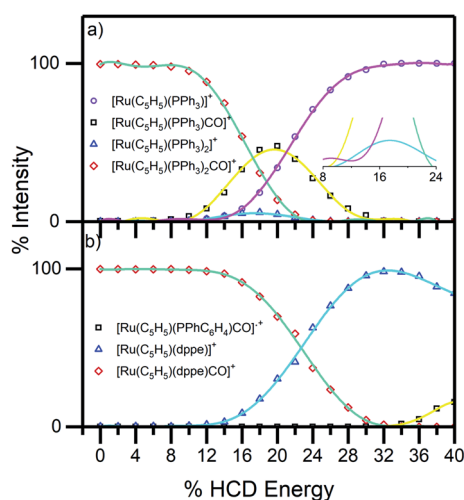 a)
100
[Ru(C₅H₅)(PPh₃)]⁺
[Ru(C₅H₅)(PPh₃)CO]⁺
[Ru(C₅H₅)(PPh₃)₂]⁺
[Ru(C₅H₅)(PPh₃)₂CO]⁺
8 16 24
0
% Intensity
b)
100
[Ru(C₅H₅)(PPhC₆H₄)CO]·⁺
[Ru(C₅H₅)(dppe)]⁺
[Ru(C₅H₅)(dppe)CO]⁺
0
0 4 8 12 16 20 24 28 32 36 40
% HCD Energy